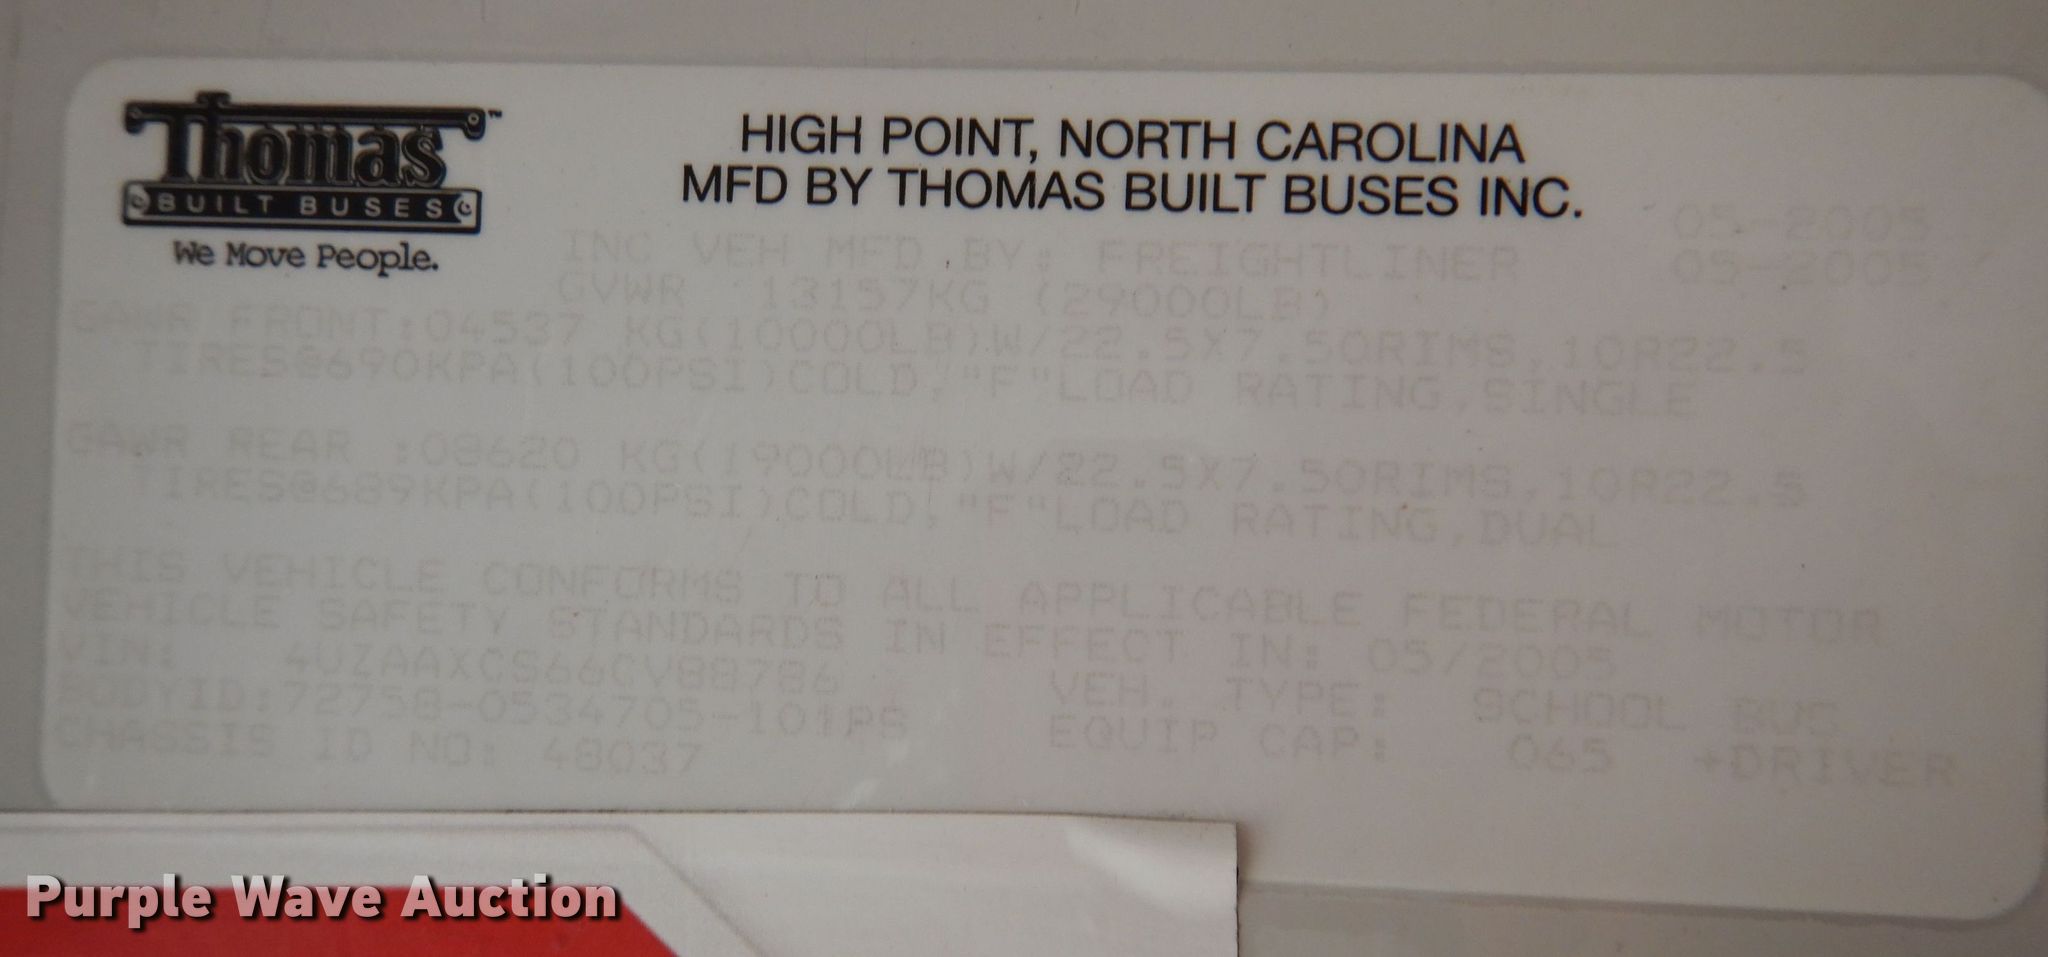 Thomas™
BUILT BUSES
We Move People.
HIGH POINT, NORTH CAROLINA
MFD BY THOMAS BUILT BUSES INC.
05-2005
INC VEH MFD BY: FREIGHTLINER 05-2005
GVWR 13157KG (29000LB)
GAWR FRONT:04537 KG(10000LB)W/22.5X7.50RIMS,10R22.5
TIRES@690KPA(100PSI)COLD,"F"LOAD RATING,SINGLE
GAWR REAR :08620 KG(19000LB)W/22.5X7.50RIMS,10R22.5
TIRES@689KPA(100PSI)COLD,"F"LOAD RATING,DUAL
THIS VEHICLE CONFORMS TO ALL APPLICABLE FEDERAL MOTOR
VEHICLE SAFETY STANDARDS IN EFFECT IN: 05/2005
VIN: 4UZAAXCS66CV88786 VEH. TYPE: SCHOOL BUS
BODYID:72758-0534705-101PS EQUIP CAP: 065 +DRIVER
CHASSIS ID NO: 48037
Purple Wave Auction